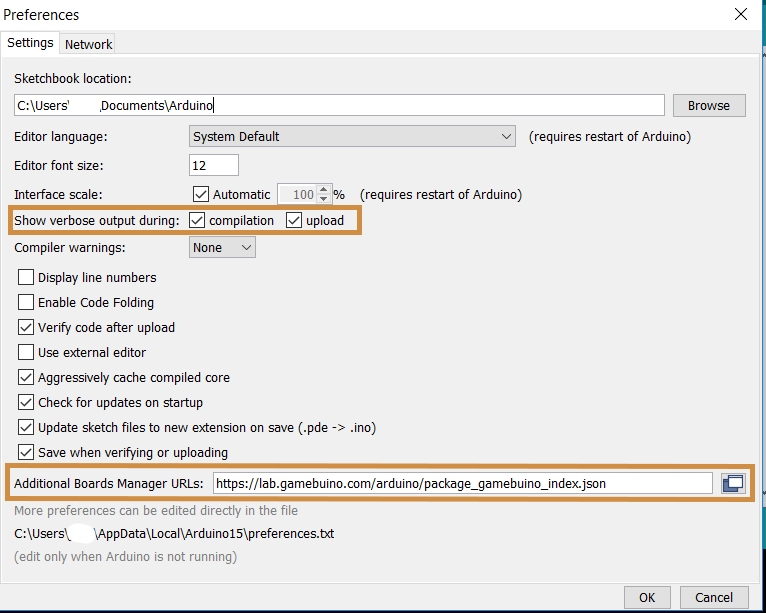 Preferences
Settings Network
Sketchbook location:
C:\Users\ Documents\Arduino Browse
Editor language: System Default (requires restart of Arduino)
Editor font size: 12
Interface scale: Automatic 100 % (requires restart of Arduino)
Show verbose output during: compilation upload
Compiler warnings: None
Display line numbers
Enable Code Folding
Verify code after upload
Use external editor
Aggressively cache compiled core
Check for updates on startup
Update sketch files to new extension on save (.pde -> .ino)
Save when verifying or uploading
Additional Boards Manager URLs: https://lab.gamebuino.com/arduino/package_gamebuino_index.json
More preferences can be edited directly in the file
C:\Users\ \AppData\Local\Arduino15\preferences.txt
(edit only when Arduino is not running)
OK Cancel